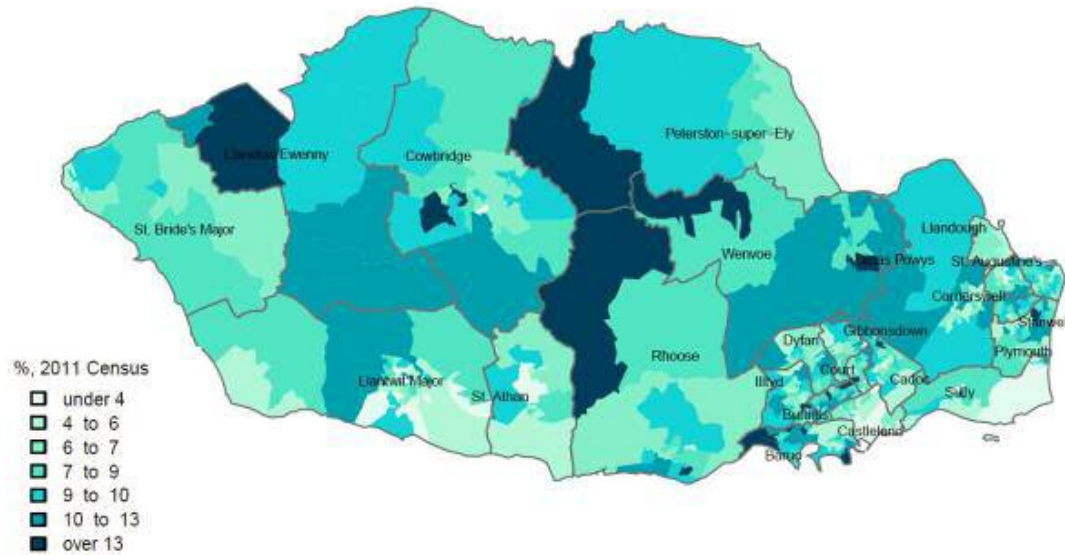 Peterston-super-Ely
Llandow/Ewenny
Cowbridge
St. Bride's Major
Llandough
Wenvoe
Dinas Powys
St. Augustine's
Cornerswell
Stanwell
Gibbonsdown
Dyfan
Plymouth
Rhoose
%, 2011 Census
Llantwit Major
Illtyd
Court
Cadoc
St. Athan
Sully
under 4
Buttrills
4 to 6
Castleland
6 to 7
Baruc
7 to 9
9 to 10
10 to 13
over 13